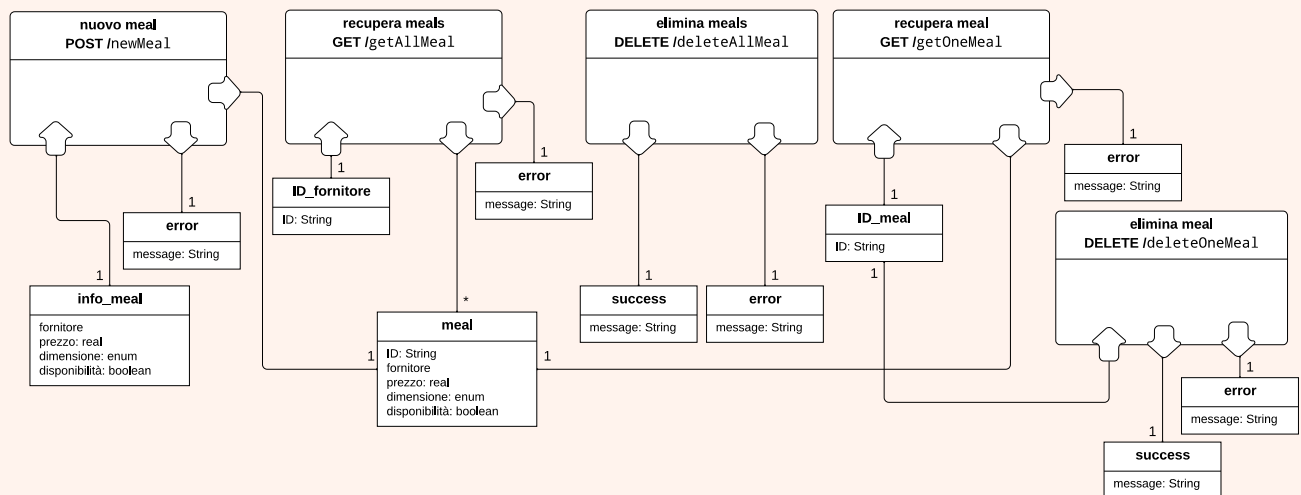 nuovo meal
POST /newMeal
error
message: String
1
1
info_meal
fornitore
prezzo: real
dimensione: enum
disponibilità: boolean
recupera meals
GET /getAllMeal
1
ID_fornitore
ID: String
1
error
message: String
*
1
meal
1
ID: String
fornitore
prezzo: real
dimensione: enum
disponibilità: boolean
elimina meals
DELETE /deleteAllMeal
1
success
message: String
1
error
message: String
recupera meal
GET /getOneMeal
1
ID_meal
ID: String
1
1
error
message: String
elimina meal
DELETE /deleteOneMeal
1
error
message: String
1
success
message: String